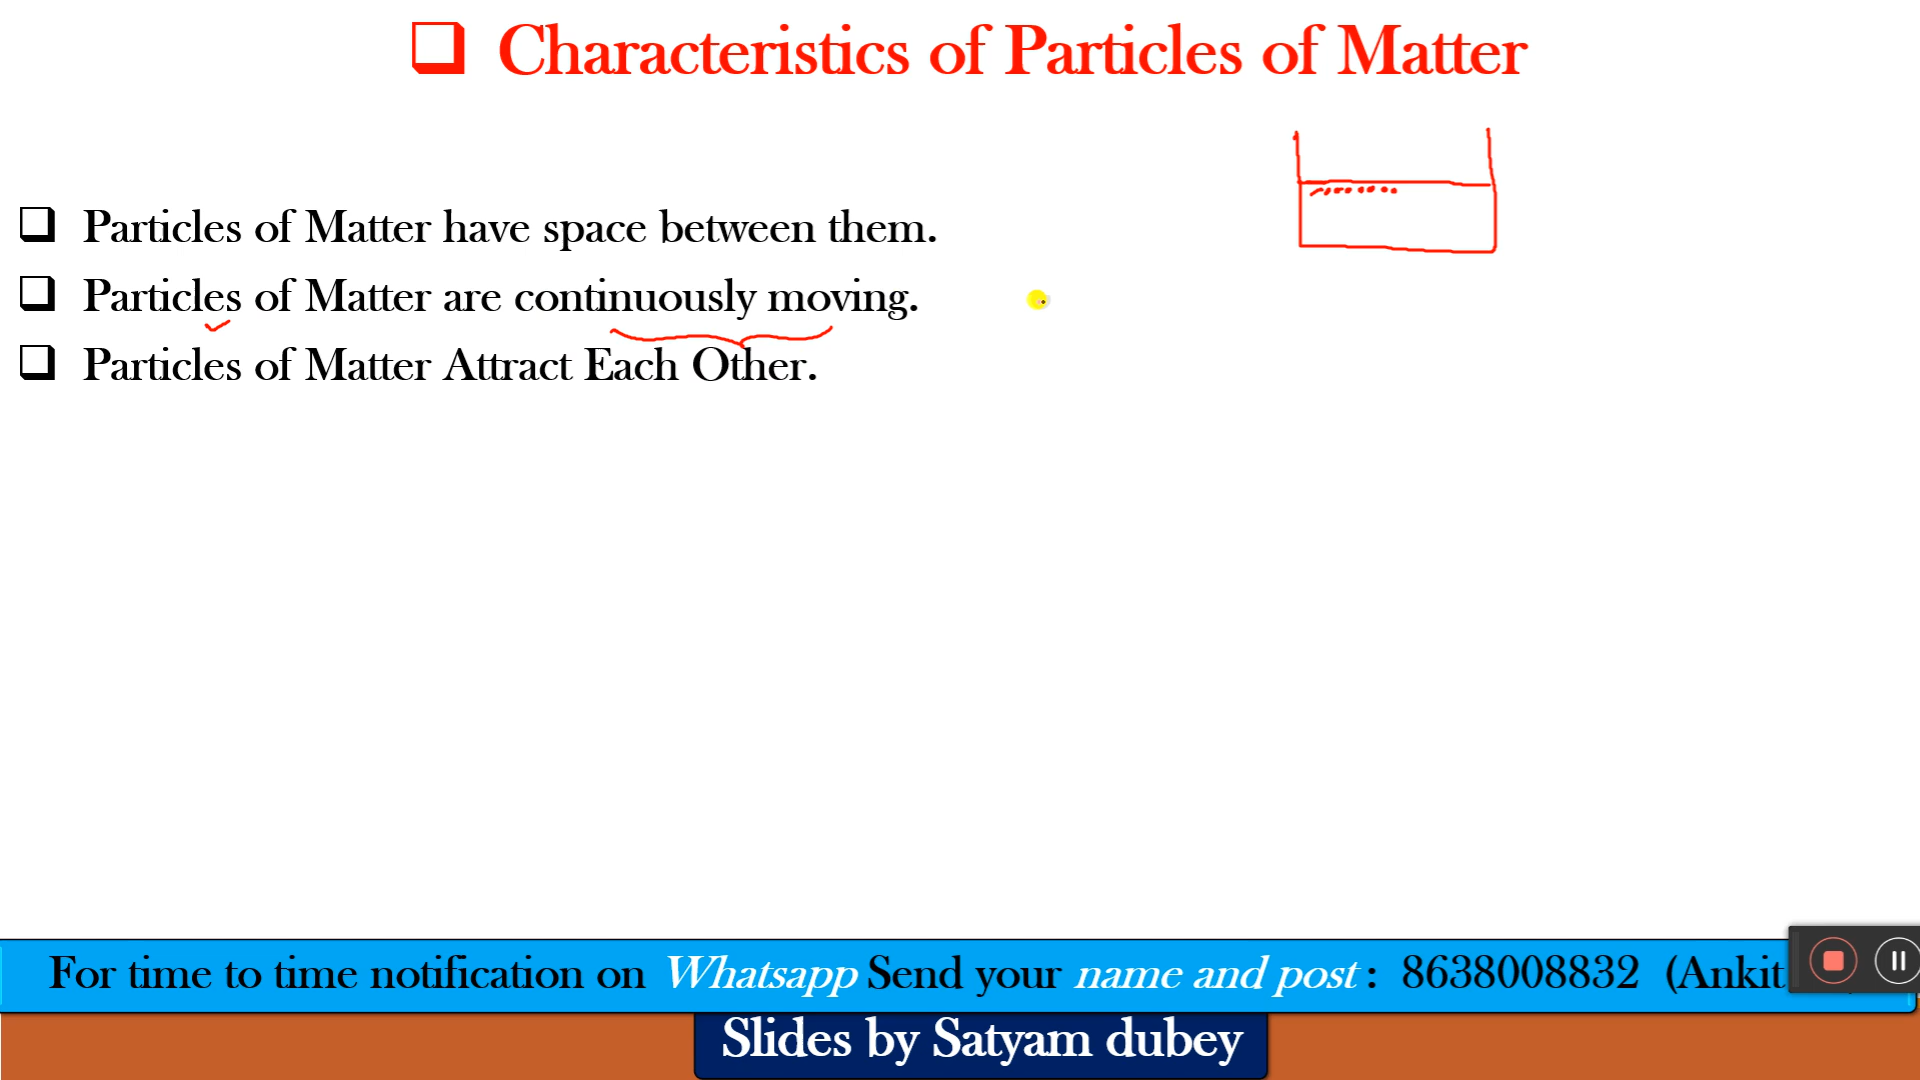 Characteristics of Particles of Matter
Particles of Matter have space between them.
Particles of Matter are continuously moving.
Particles of Matter Attract Each Other.
For time to time notification on Whatsapp Send your name and post : 8638008832 (Ankit
Slides by Satyam dubey